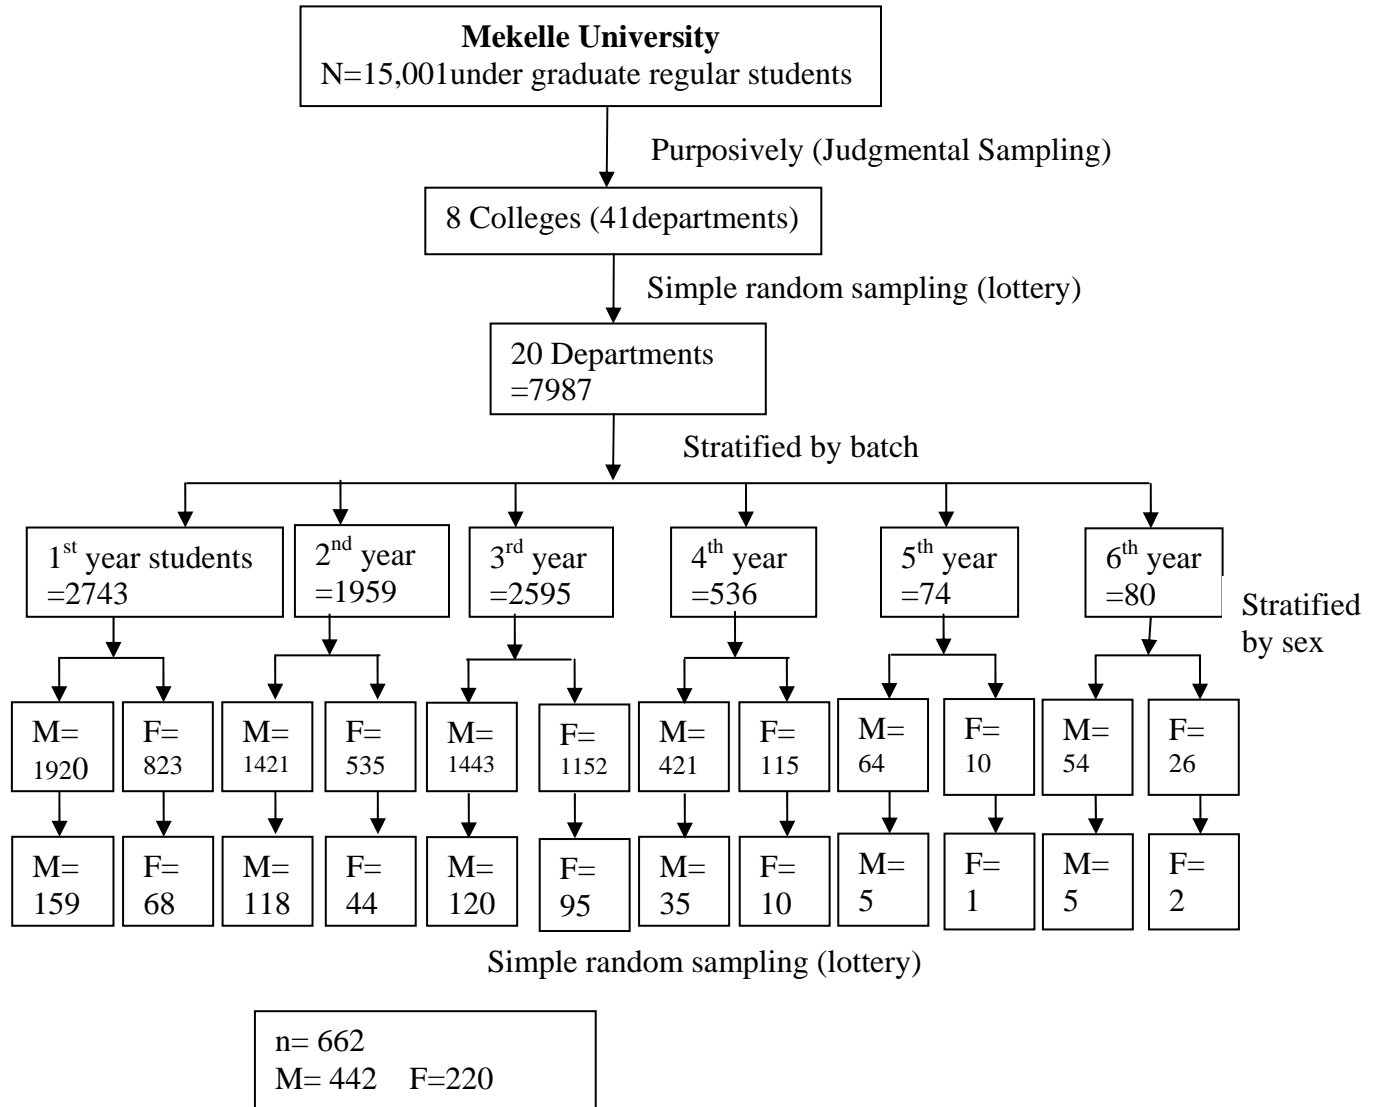 Mekelle University
N=15,001under graduate regular students
Purposively (Judgmental Sampling)
8 Colleges (41departments)
Simple random sampling (lottery)
20 Departments
=7987
Stratified by batch
1st year students
=2743
2nd year
=1959
3rd year
=2595
4th year
=536
5th year
=74
6th year
=80
Stratified
by sex
M=
1920
F=
823
M=
1421
F=
535
M=
1443
F=
1152
M=
421
F=
115
M=
64
F=
10
M=
54
F=
26
M=
159
F=
68
M=
118
F=
44
M=
120
F=
95
M=
35
F=
10
M=
5
F=
1
M=
5
F=
2
Simple random sampling (lottery)
n= 662
M= 442 F=220